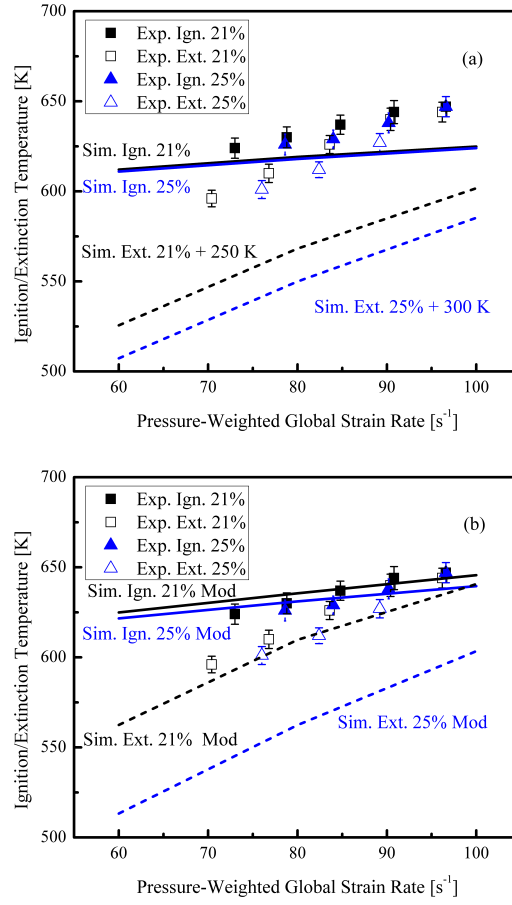 (a)
Exp. Ign. 21%
Exp. Ext. 21%
Exp. Ign. 25%
Exp. Ext. 25%
Sim. Ign. 21%
Sim. Ign. 25%
Sim. Ext. 21% + 250 K
Sim. Ext. 25% + 300 K
Ignition/Extinction Temperature [K]
700
650
600
550
500
60 70 80 90 100
Pressure-Weighted Global Strain Rate [s⁻¹]
(b)
Exp. Ign. 21%
Exp. Ext. 21%
Exp. Ign. 25%
Exp. Ext. 25%
Sim. Ign. 21% Mod
Sim. Ign. 25% Mod
Sim. Ext. 21% Mod
Sim. Ext. 25% Mod
Ignition/Extinction Temperature [K]
700
650
600
550
500
60 70 80 90 100
Pressure-Weighted Global Strain Rate [s⁻¹]